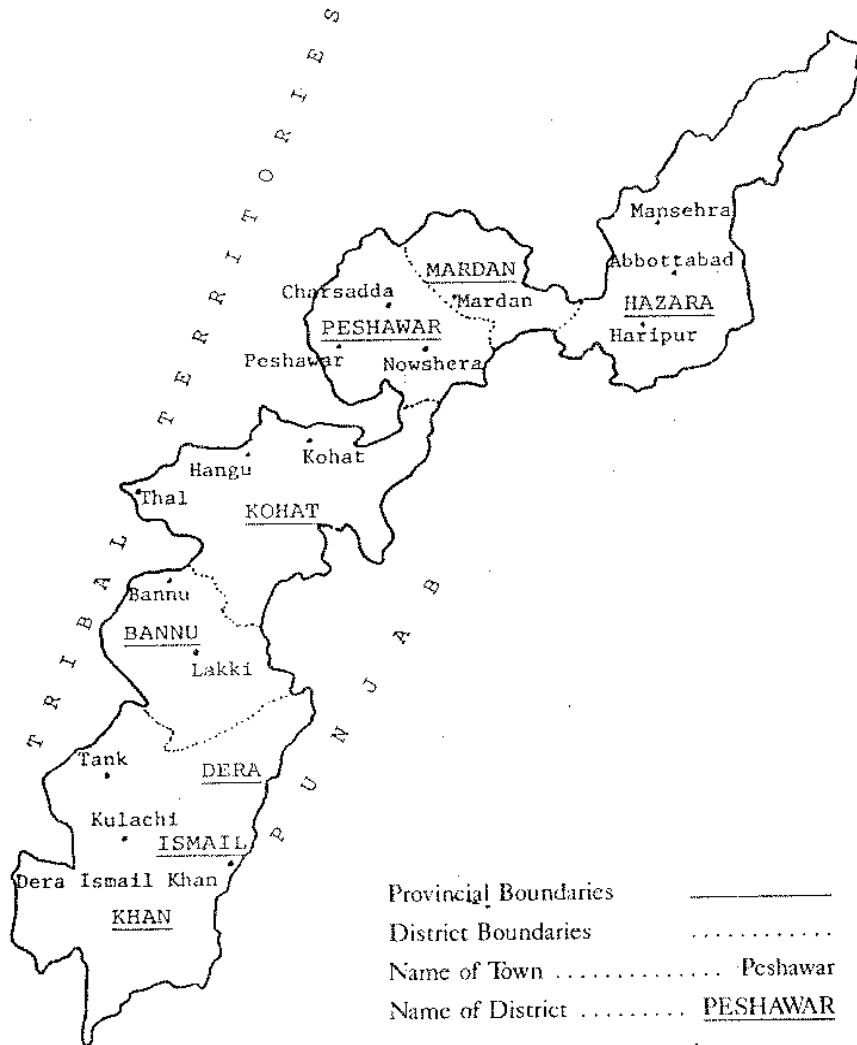 TRIBAL TERRITORIES
Mansehra
Abbottabad
MARDAN
Charsadda
Mardan
HAZARA
PESHAWAR
Haripur
Peshawar
Nowshera
Kohat
Hangu
Thal
KOHAT
Bannu
BANNU
Lakki
PUNJAB
Tank
DERA
Kulachi
ISMAIL
Dera Ismail Khan
KHAN
Provincial Boundaries
District Boundaries ............
Name of Town .............. Peshawar
Name of District ......... PESHAWAR